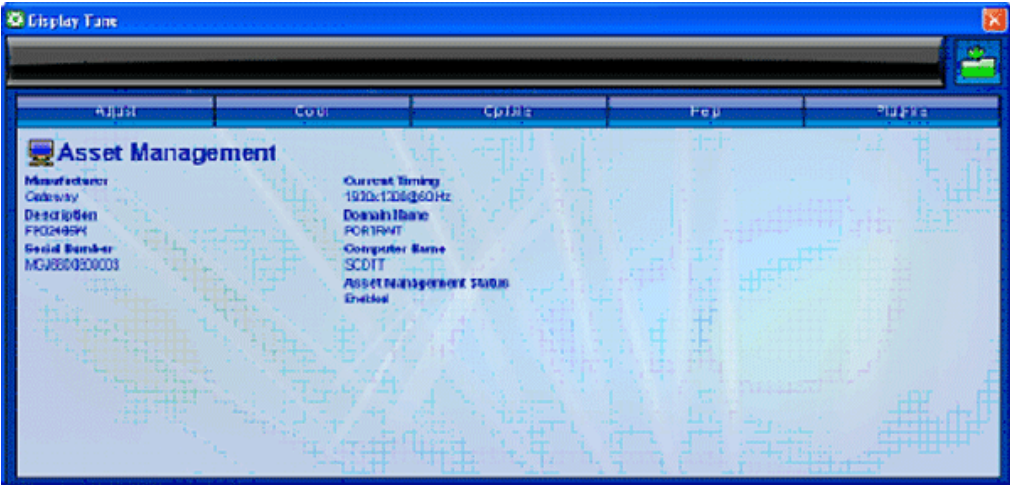 Display Tune
Adjust Color Options Help Plug-ins
Asset Management
Manufacturer
Gateway
Description
Serial Number
Current Timing
Domain Name
PORTRAIT
Computer Name
SCOTT
Asset Management Status
Enabled